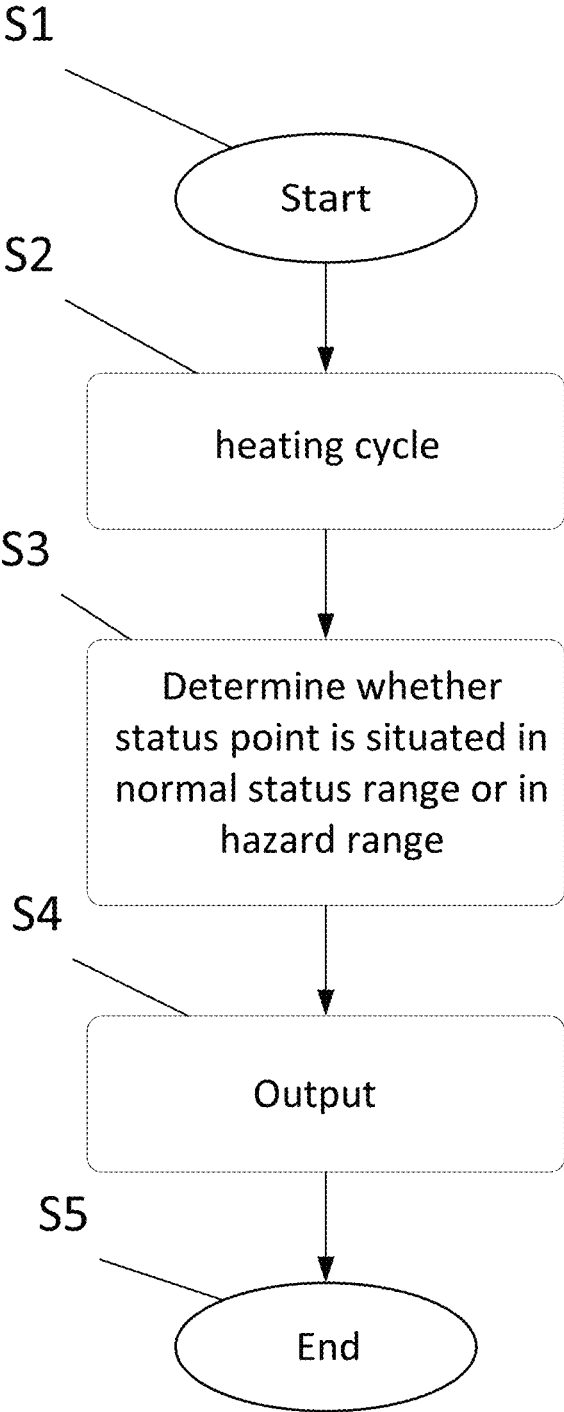 S1
Start
S2
heating cycle
S3
Determine whether
status point is situated in
normal status range or in
hazard range
S4
Output
S5
End